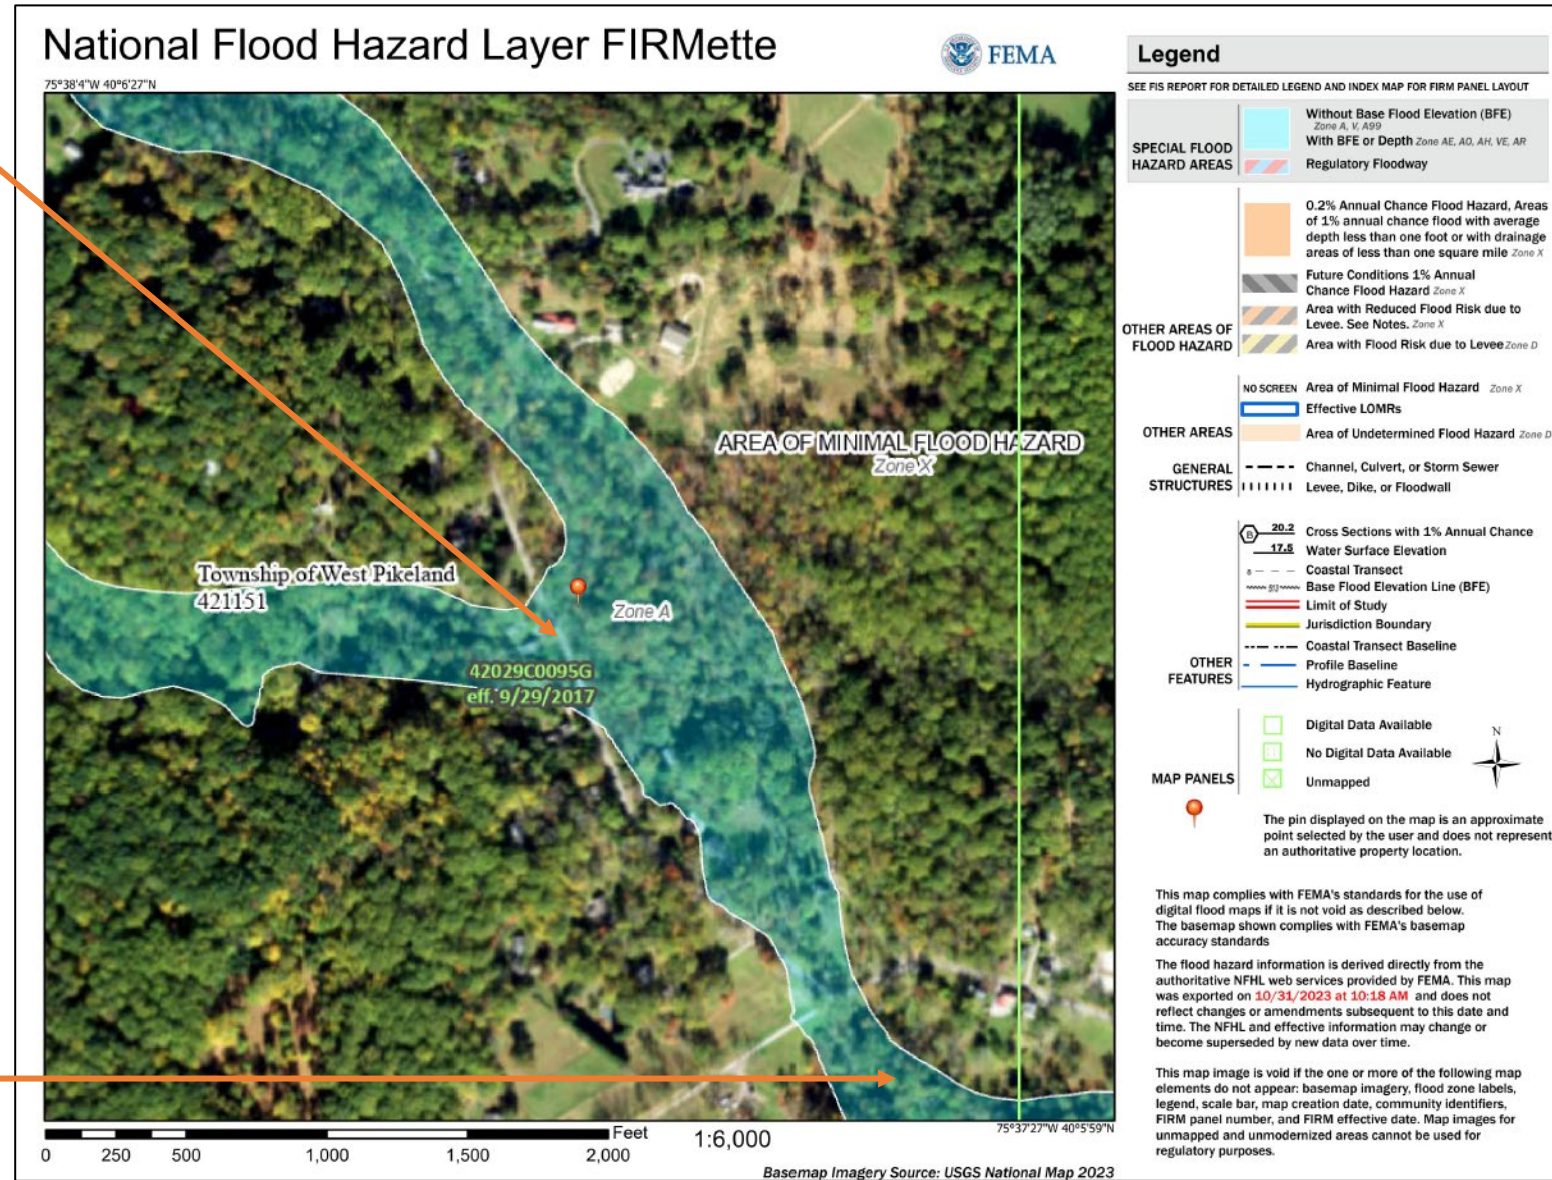 National Flood Hazard Layer FIRMette
FEMA
75°38'4"W 40°6'27"N
AREA OF MINIMAL FLOOD HAZARD
Zone X
Township of West Pikeland
421151
Zone A
42029C0095G
eff. 9/29/2017
75°37'27"W 40°5'59"N
0 250 500 1,000 1,500 2,000
Feet
1:6,000
Basemap Imagery Source: USGS National Map 2023
Legend
SEE FIS REPORT FOR DETAILED LEGEND AND INDEX MAP FOR FIRM PANEL LAYOUT
SPECIAL FLOOD
HAZARD AREAS
Without Base Flood Elevation (BFE)
Zone A, V, A99
With BFE or Depth Zone AE, AO, AH, VE, AR
Regulatory Floodway
OTHER AREAS OF
FLOOD HAZARD
0.2% Annual Chance Flood Hazard, Areas
of 1% annual chance flood with average
depth less than one foot or with drainage
areas of less than one square mile Zone X
Future Conditions 1% Annual
Chance Flood Hazard Zone X
Area with Reduced Flood Risk due to
Levee. See Notes. Zone X
Area with Flood Risk due to Levee Zone D
OTHER AREAS
NO SCREEN Area of Minimal Flood Hazard Zone X
Effective LOMRs
Area of Undetermined Flood Hazard Zone D
GENERAL
STRUCTURES
Channel, Culvert, or Storm Sewer
Levee, Dike, or Floodwall
OTHER
FEATURES
B 20.2 Cross Sections with 1% Annual Chance
17.5 Water Surface Elevation
8 Coastal Transect
513 Base Flood Elevation Line (BFE)
Limit of Study
Jurisdiction Boundary
Coastal Transect Baseline
Profile Baseline
Hydrographic Feature
MAP PANELS
Digital Data Available
No Digital Data Available
Unmapped
N
The pin displayed on the map is an approximate
point selected by the user and does not represent
an authoritative property location.
This map complies with FEMA's standards for the use of
digital flood maps if it is not void as described below.
The basemap shown complies with FEMA's basemap
accuracy standards
The flood hazard information is derived directly from the
authoritative NFHL web services provided by FEMA. This map
was exported on 10/31/2023 at 10:18 AM and does not
reflect changes or amendments subsequent to this date and
time. The NFHL and effective information may change or
become superseded by new data over time.
This map image is void if the one or more of the following map
elements do not appear: basemap imagery, flood zone labels,
legend, scale bar, map creation date, community identifiers,
FIRM panel number, and FIRM effective date. Map images for
unmapped and unmodernized areas cannot be used for
regulatory purposes.